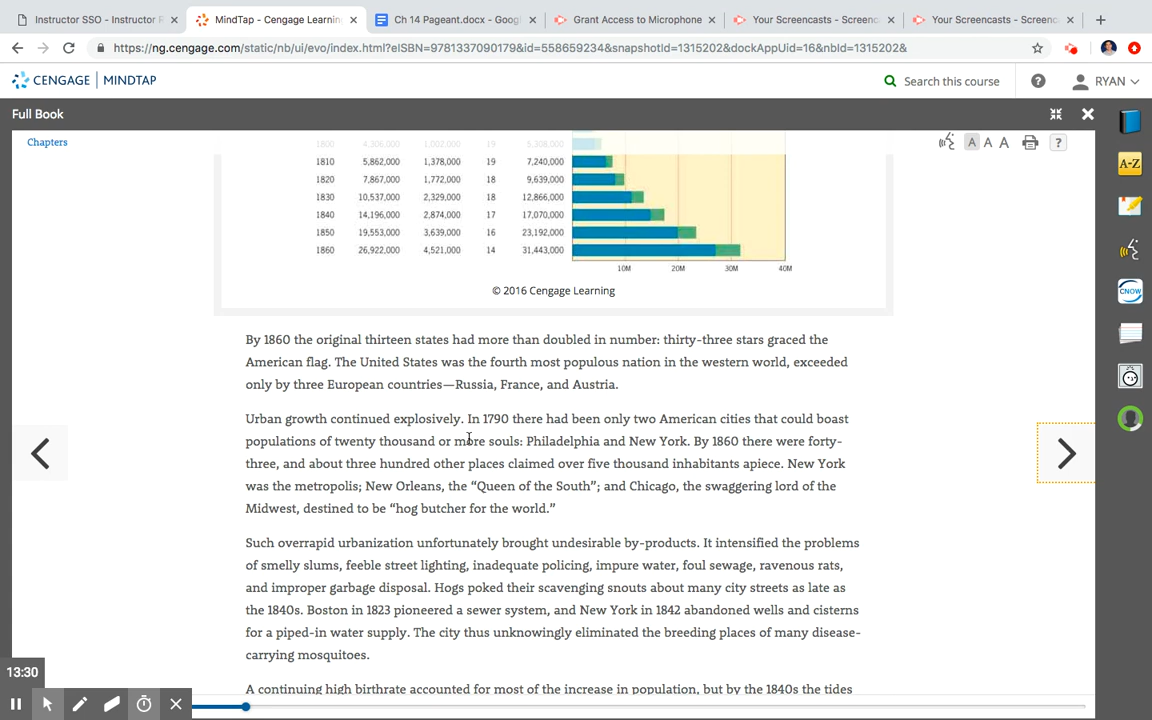 Instructor SSO - Instructor R
MindTap - Cengage Learning
Ch 14 Pageant.docx - Googl
Grant Access to Microphone
Your Screencasts - Screenc
Your Screencasts - Screenc
https://ng.cengage.com/static/nb/ui/evo/index.html?eISBN=9781337090179&id=558659234&snapshotId=1315202&dockAppUid=16&nbId=1315202&
CENGAGE | MINDTAP
Search this course
?
RYAN
Full Book
Chapters
A A A ?
A-Z
CNOW
1800 4,306,000 1,002,000 19 5,308,000
1810 5,862,000 1,378,000 19 7,240,000
1820 7,867,000 1,772,000 18 9,639,000
1830 10,537,000 2,329,000 18 12,866,000
1840 14,196,000 2,874,000 17 17,070,000
1850 19,553,000 3,639,000 16 23,192,000
1860 26,922,000 4,521,000 14 31,443,000
10M 20M 30M 40M
© 2016 Cengage Learning
By 1860 the original thirteen states had more than doubled in number: thirty-three stars graced the
American flag. The United States was the fourth most populous nation in the western world, exceeded
only by three European countries—Russia, France, and Austria.
Urban growth continued explosively. In 1790 there had been only two American cities that could boast
populations of twenty thousand or more souls: Philadelphia and New York. By 1860 there were forty-
three, and about three hundred other places claimed over five thousand inhabitants apiece. New York
was the metropolis; New Orleans, the “Queen of the South”; and Chicago, the swaggering lord of the
Midwest, destined to be “hog butcher for the world.”
Such overrapid urbanization unfortunately brought undesirable by-products. It intensified the problems
of smelly slums, feeble street lighting, inadequate policing, impure water, foul sewage, ravenous rats,
and improper garbage disposal. Hogs poked their scavenging snouts about many city streets as late as
the 1840s. Boston in 1823 pioneered a sewer system, and New York in 1842 abandoned wells and cisterns
for a piped-in water supply. The city thus unknowingly eliminated the breeding places of many disease-
carrying mosquitoes.
A continuing high birthrate accounted for most of the increase in population, but by the 1840s the tides
13:30